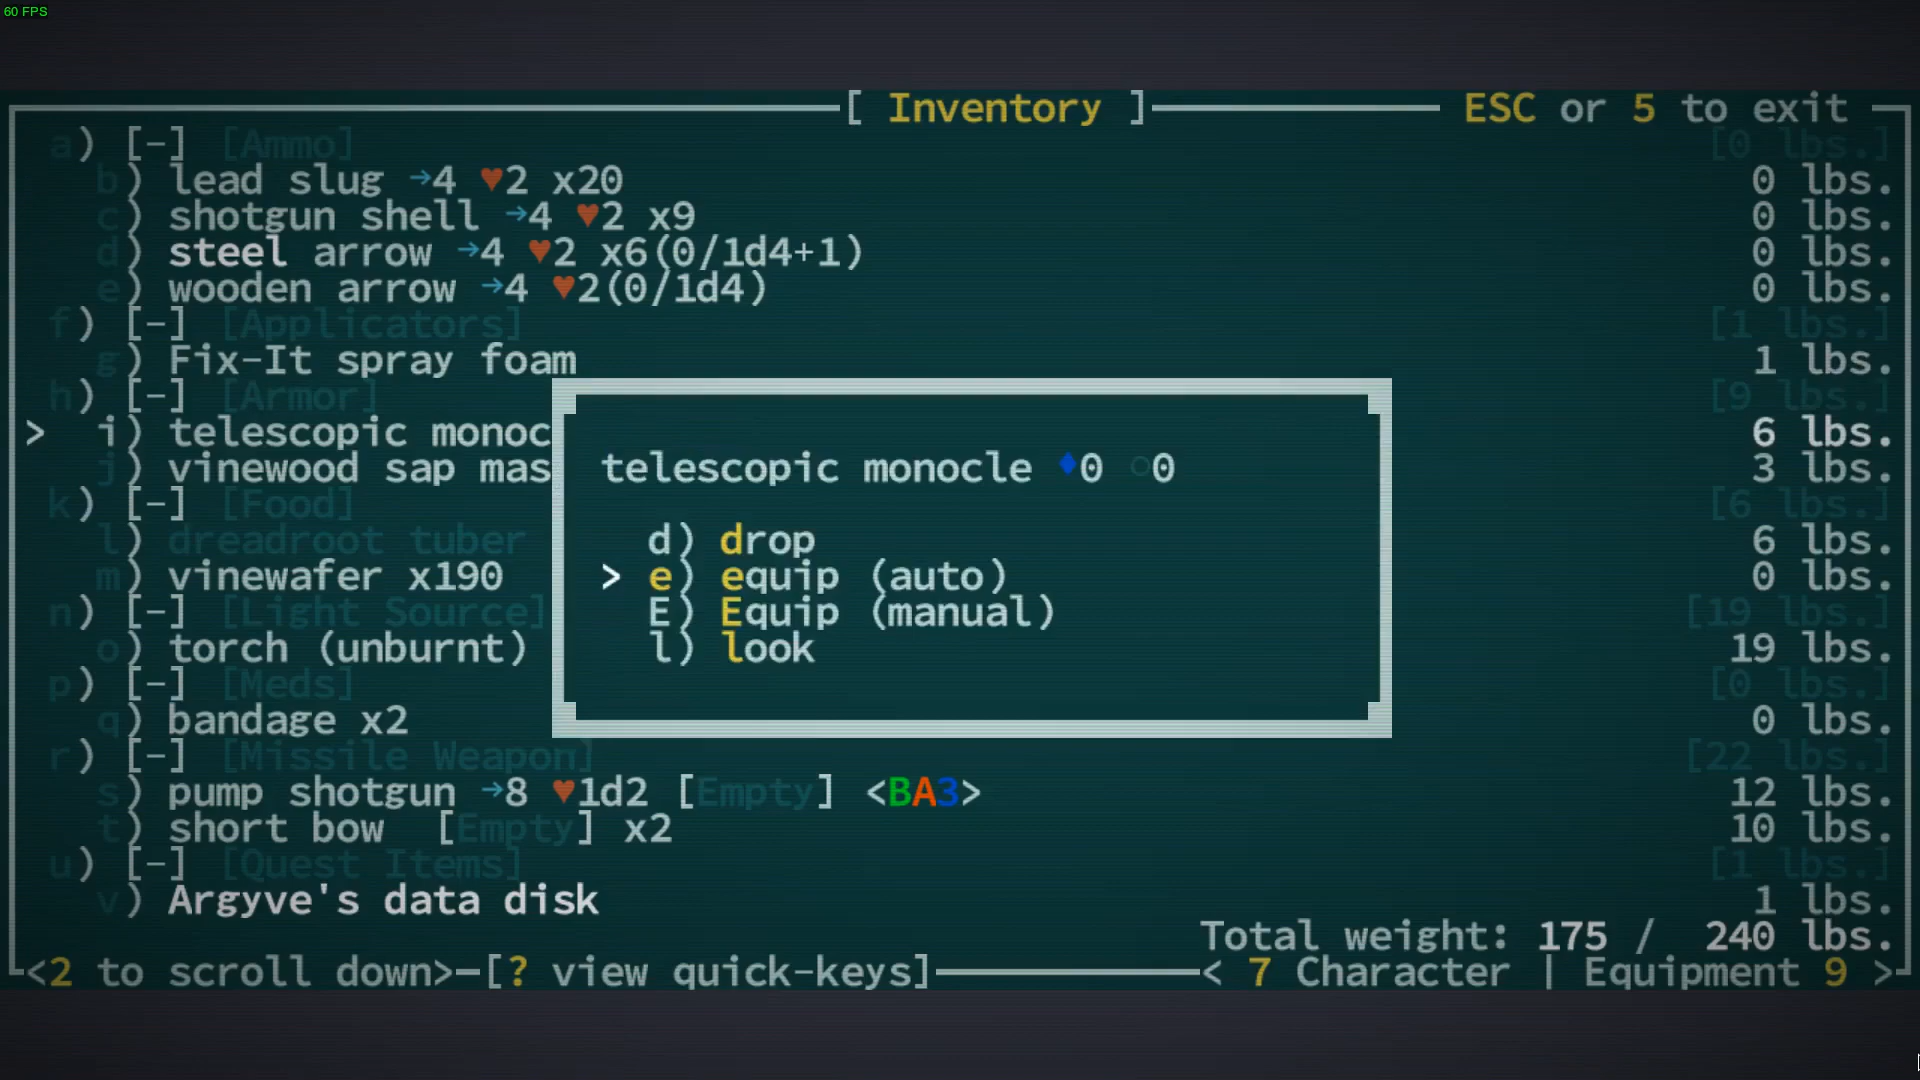 60 FPS
[ Inventory ] ESC or 5 to exit
a) [-] [Ammo] [0 lbs.]
b) lead slug →4 ♥2 x20 0 lbs.
c) shotgun shell →4 ♥2 x9 0 lbs.
d) steel arrow →4 ♥2 x6(0/1d4+1) 0 lbs.
e) wooden arrow →4 ♥2(0/1d4) 0 lbs.
f) [-] [Applicators] [1 lbs.]
g) Fix-It spray foam 1 lbs.
h) [-] [Armor] [9 lbs.]
> i) telescopic monoc 6 lbs.
j) vinewood sap mas 3 lbs.
k) [-] [Food] [6 lbs.]
l) dreadroot tuber 6 lbs.
m) vinewafer x190 0 lbs.
n) [-] [Light Source] [19 lbs.]
o) torch (unburnt) 19 lbs.
p) [-] [Meds] [0 lbs.]
q) bandage x2 0 lbs.
r) [-] [Missile Weapon] [22 lbs.]
s) pump shotgun →8 ♥1d2 [Empty] <BA3> 12 lbs.
t) short bow [Empty] x2 10 lbs.
u) [-] [Quest Items] [1 lbs.]
v) Argyve's data disk 1 lbs.
telescopic monocle ♦0 ○0
d) drop
> e) equip (auto)
E) Equip (manual)
l) look
Total weight: 175 / 240 lbs.
<2 to scroll down> [? view quick-keys] < 7 Character | Equipment 9 >